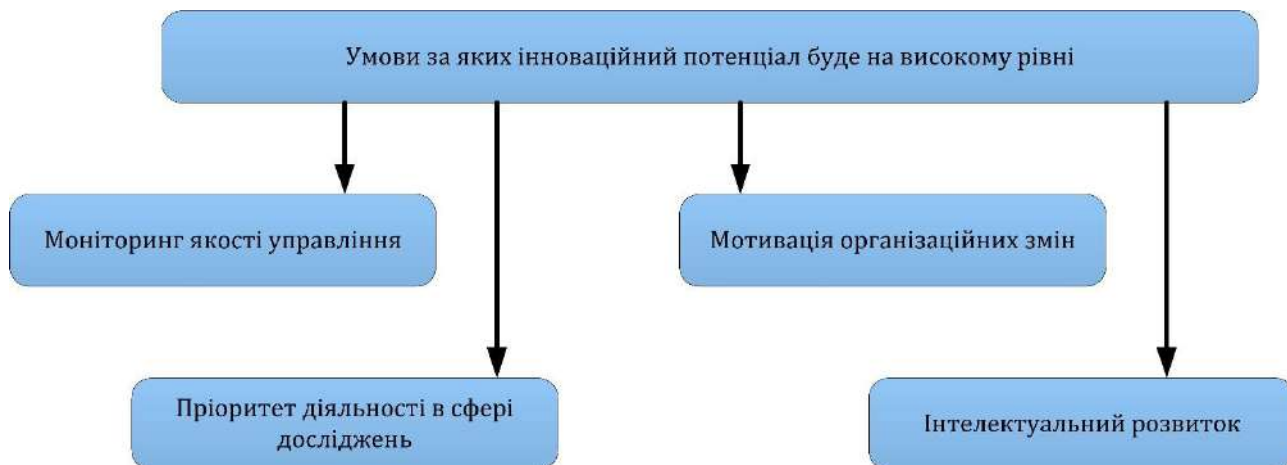 Умови за яких інноваційний потенціал буде на високому рівні
Моніторинг якості управління
Мотивація організаційних змін
Пріоритет діяльності в сфері
досліджень
Інтелектуальний розвиток